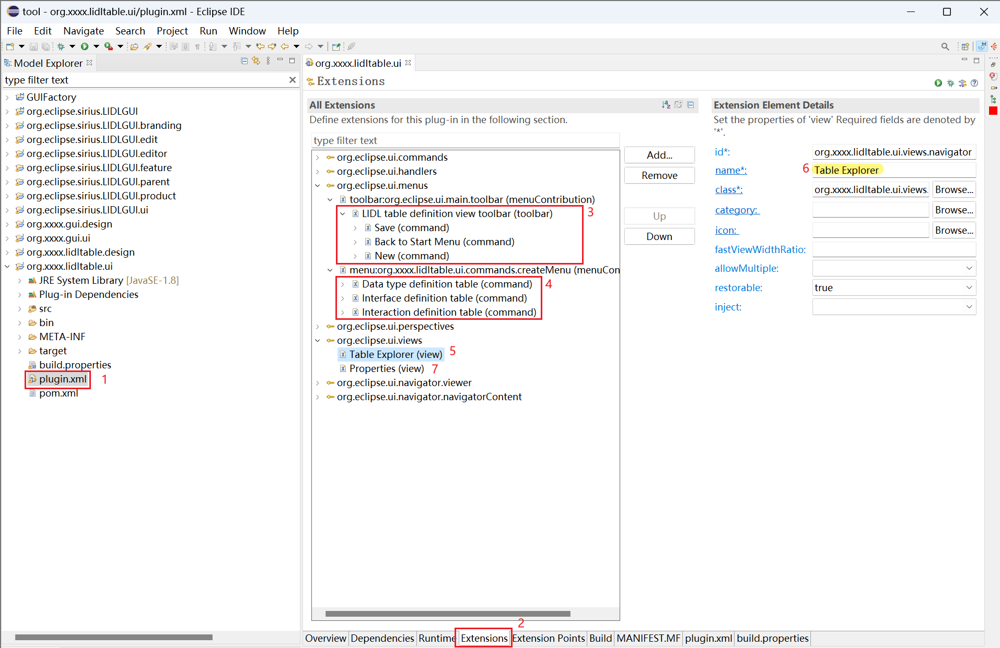 tool - org.xxxx.lidltable.ui/plugin.xml - Eclipse IDE
File Edit Navigate Search Project Run Window Help
Model Explorer
type filter text
GUIFactory
org.eclipse.sirius.LIDLGUI
org.eclipse.sirius.LIDLGUI.branding
org.eclipse.sirius.LIDLGUI.edit
org.eclipse.sirius.LIDLGUI.editor
org.eclipse.sirius.LIDLGUI.feature
org.eclipse.sirius.LIDLGUI.parent
org.eclipse.sirius.LIDLGUI.product
org.eclipse.sirius.LIDLGUI.ui
org.xxxx.gui.design
org.xxxx.gui.ui
org.xxxx.lidltable.design
org.xxxx.lidltable.ui
JRE System Library [JavaSE-1.8]
Plug-in Dependencies
src
bin
META-INF
target
build.properties
plugin.xml 1
pom.xml
org.xxxx.lidltable.ui
Extensions
All Extensions
Define extensions for this plug-in in the following section.
type filter text
org.eclipse.ui.commands
org.eclipse.ui.handlers
org.eclipse.ui.menus
toolbar:org.eclipse.ui.main.toolbar (menuContribution)
LIDL table definition view toolbar (toolbar) 3
Save (command)
Back to Start Menu (command)
New (command)
menu:org.xxxx.lidltable.ui.commands.createMenu (menuCon
Data type definition table (command) 4
Interface definition table (command)
Interaction definition table (command)
org.eclipse.ui.perspectives
org.eclipse.ui.views
Table Explorer (view) 5
Properties (view) 7
org.eclipse.ui.navigator.viewer
org.eclipse.ui.navigator.navigatorContent
Add...
Remove
Up
Down
Extension Element Details
Set the properties of 'view' Required fields are denoted by
'*'.
id*: org.xxxx.lidltable.ui.views.navigator
name*: 6 Table Explorer
class*: org.xxxx.lidltable.ui.views. Browse...
category: Browse...
icon: Browse...
fastViewWidthRatio:
allowMultiple:
restorable: true
inject:
2
Overview Dependencies Runtime Extensions Extension Points Build MANIFEST.MF plugin.xml build.properties